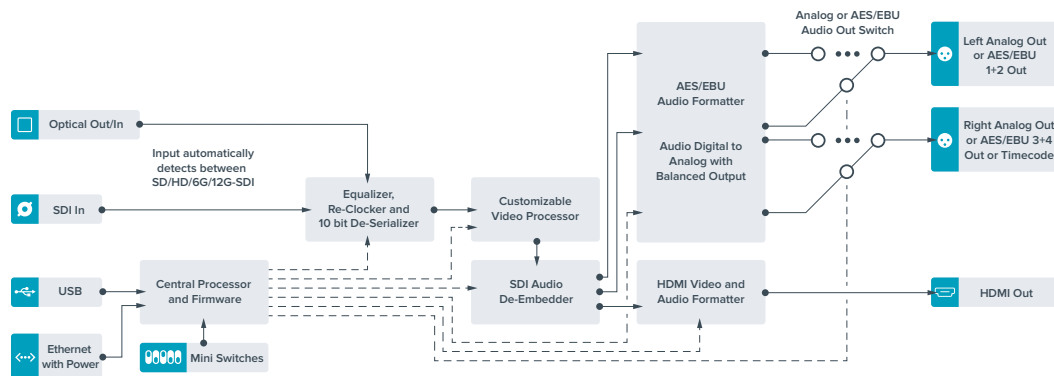 Analog or AES/EBU
Audio Out Switch
Left Analog Out
or AES/EBU
1+2 Out
AES/EBU
Audio Formatter
Optical Out/In
Right Analog Out
or AES/EBU 3+4
Out or Timecode
Input automatically
detects between
SD/HD/6G/12G-SDI
Audio Digital to
Analog with
Balanced Output
SDI In
Equalizer,
Re-Clocker and
10 bit De-Serializer
Customizable
Video Processor
USB
Central Processor
and Firmware
SDI Audio
De-Embedder
HDMI Video and
Audio Formatter
HDMI Out
Ethernet
with Power
Mini Switches